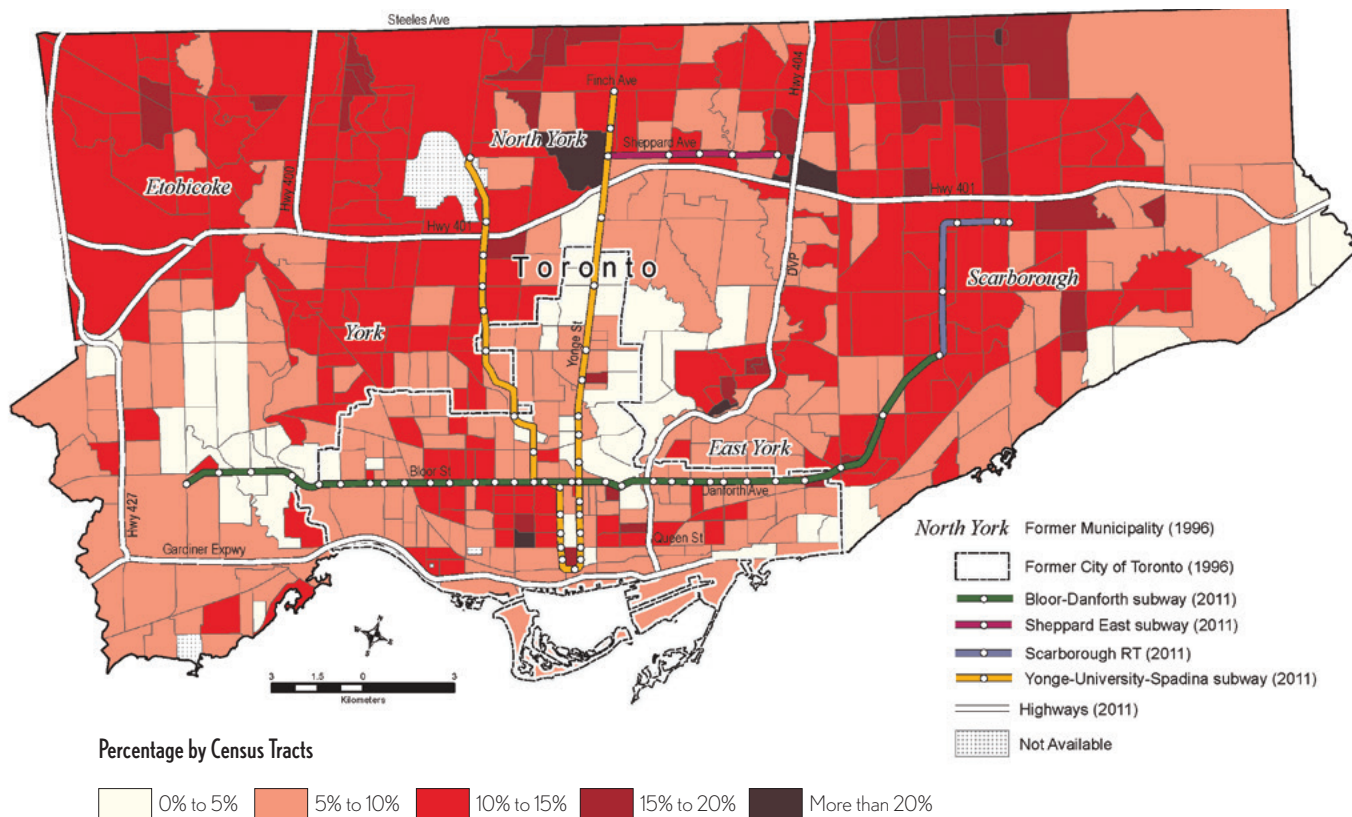 Steeles Ave
Finch Ave
Hwy 404
North York
Sheppard Ave
Etobicoke
Hwy 400
Hwy 401
Hwy 401
Toronto
DVP
Scarborough
York
Yonge St
East York
Bloor St
Danforth Ave
Hwy 427
Queen St
Gardiner Expwy
3 1.5 0 3
Kilometers
North York Former Municipality (1996)
Former City of Toronto (1996)
Bloor-Danforth subway (2011)
Sheppard East subway (2011)
Scarborough RT (2011)
Yonge-University-Spadina subway (2011)
Highways (2011)
Not Available
Percentage by Census Tracts
0% to 5% 5% to 10% 10% to 15% 15% to 20% More than 20%